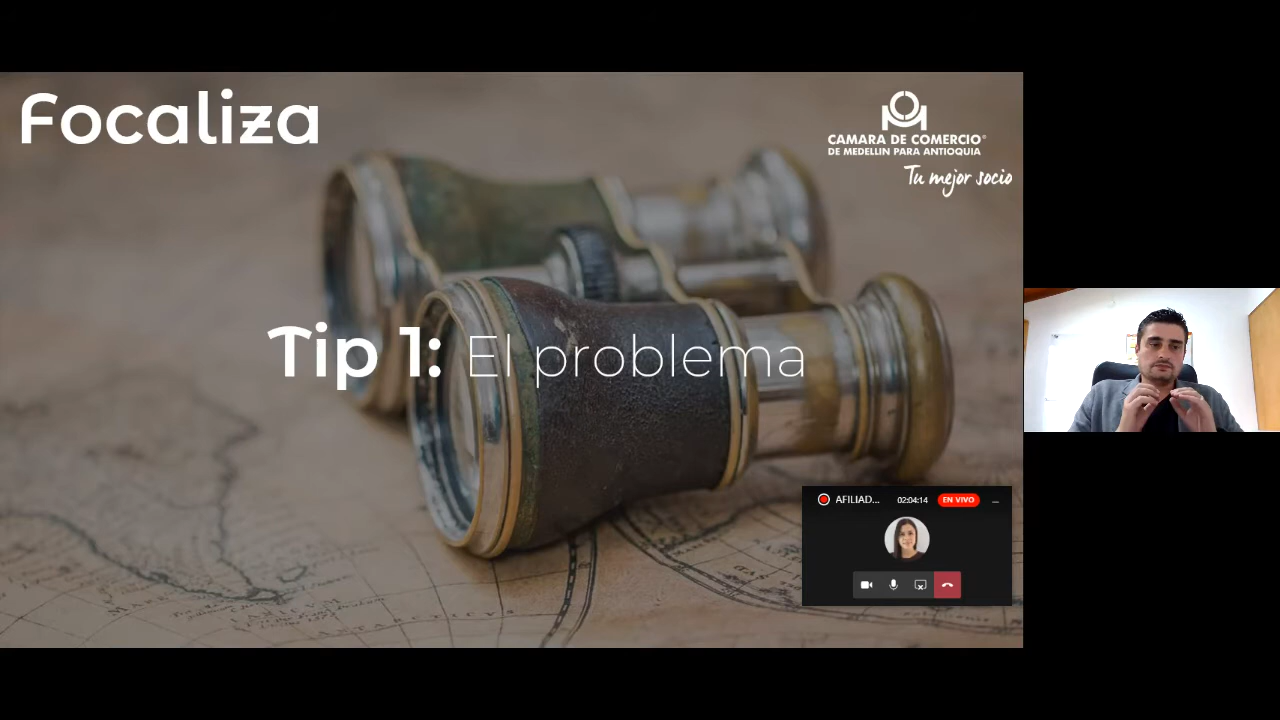 Focaliza
CAMARA DE COMERCIO®
DE MEDELLIN PARA ANTIOQUIA
Tu mejor socio
Tip 1: El problema
AFILIAD... 02:04:14 EN VIVO